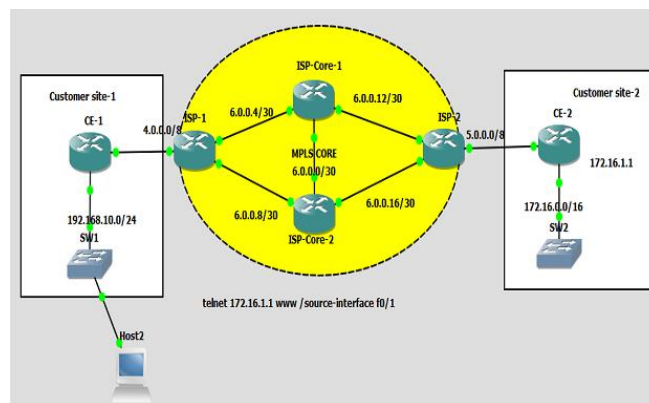 ISP-Core-1
Customer site-1
CE-1
4.0.0.0/8
ISP-1
6.0.0.4/30
6.0.0.12/30
ISP-2
5.0.0.0/8
Customer site-2
CE-2
172.16.1.1
MPLS CORE
6.0.0.0/30
192.168.10.0/24
SW1
6.0.0.8/30
6.0.0.16/30
ISP-Core-2
172.16.0.0/16
SW2
telnet 172.16.1.1 www /source-interface f0/1
Host2